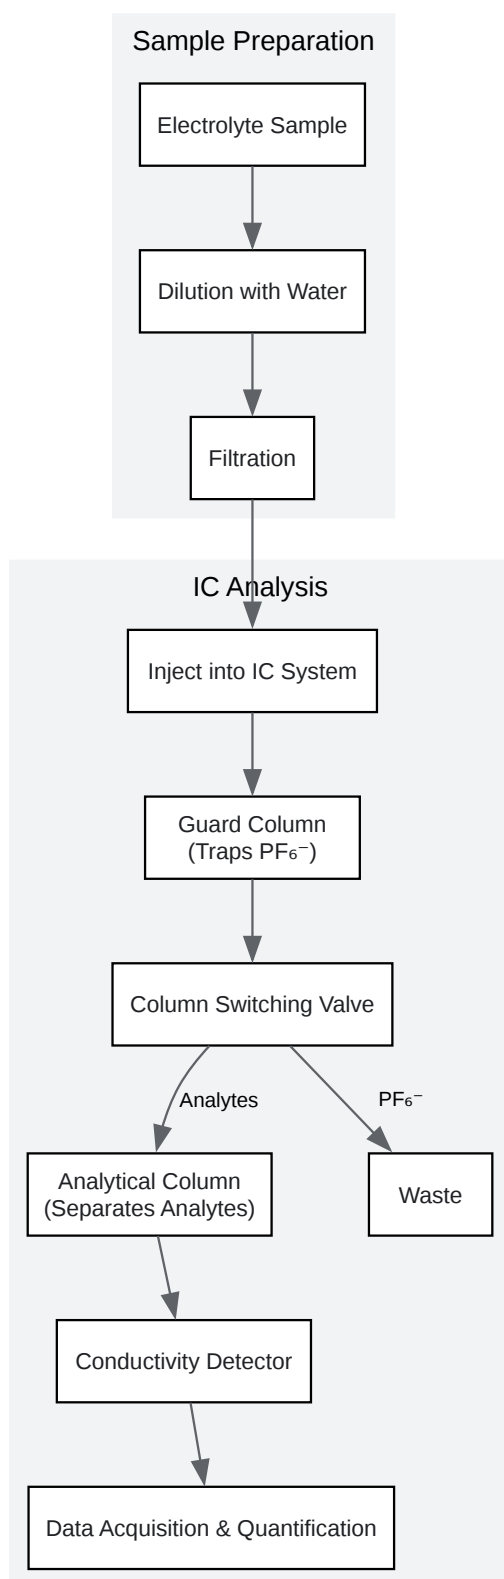 Sample Preparation
Electrolyte Sample
Dilution with Water
Filtration
IC Analysis
Inject into IC System
Guard Column
(Traps PF₆⁻)
Column Switching Valve
Analytes
PF₆⁻
Analytical Column
(Separates Analytes)
Waste
Conductivity Detector
Data Acquisition & Quantification